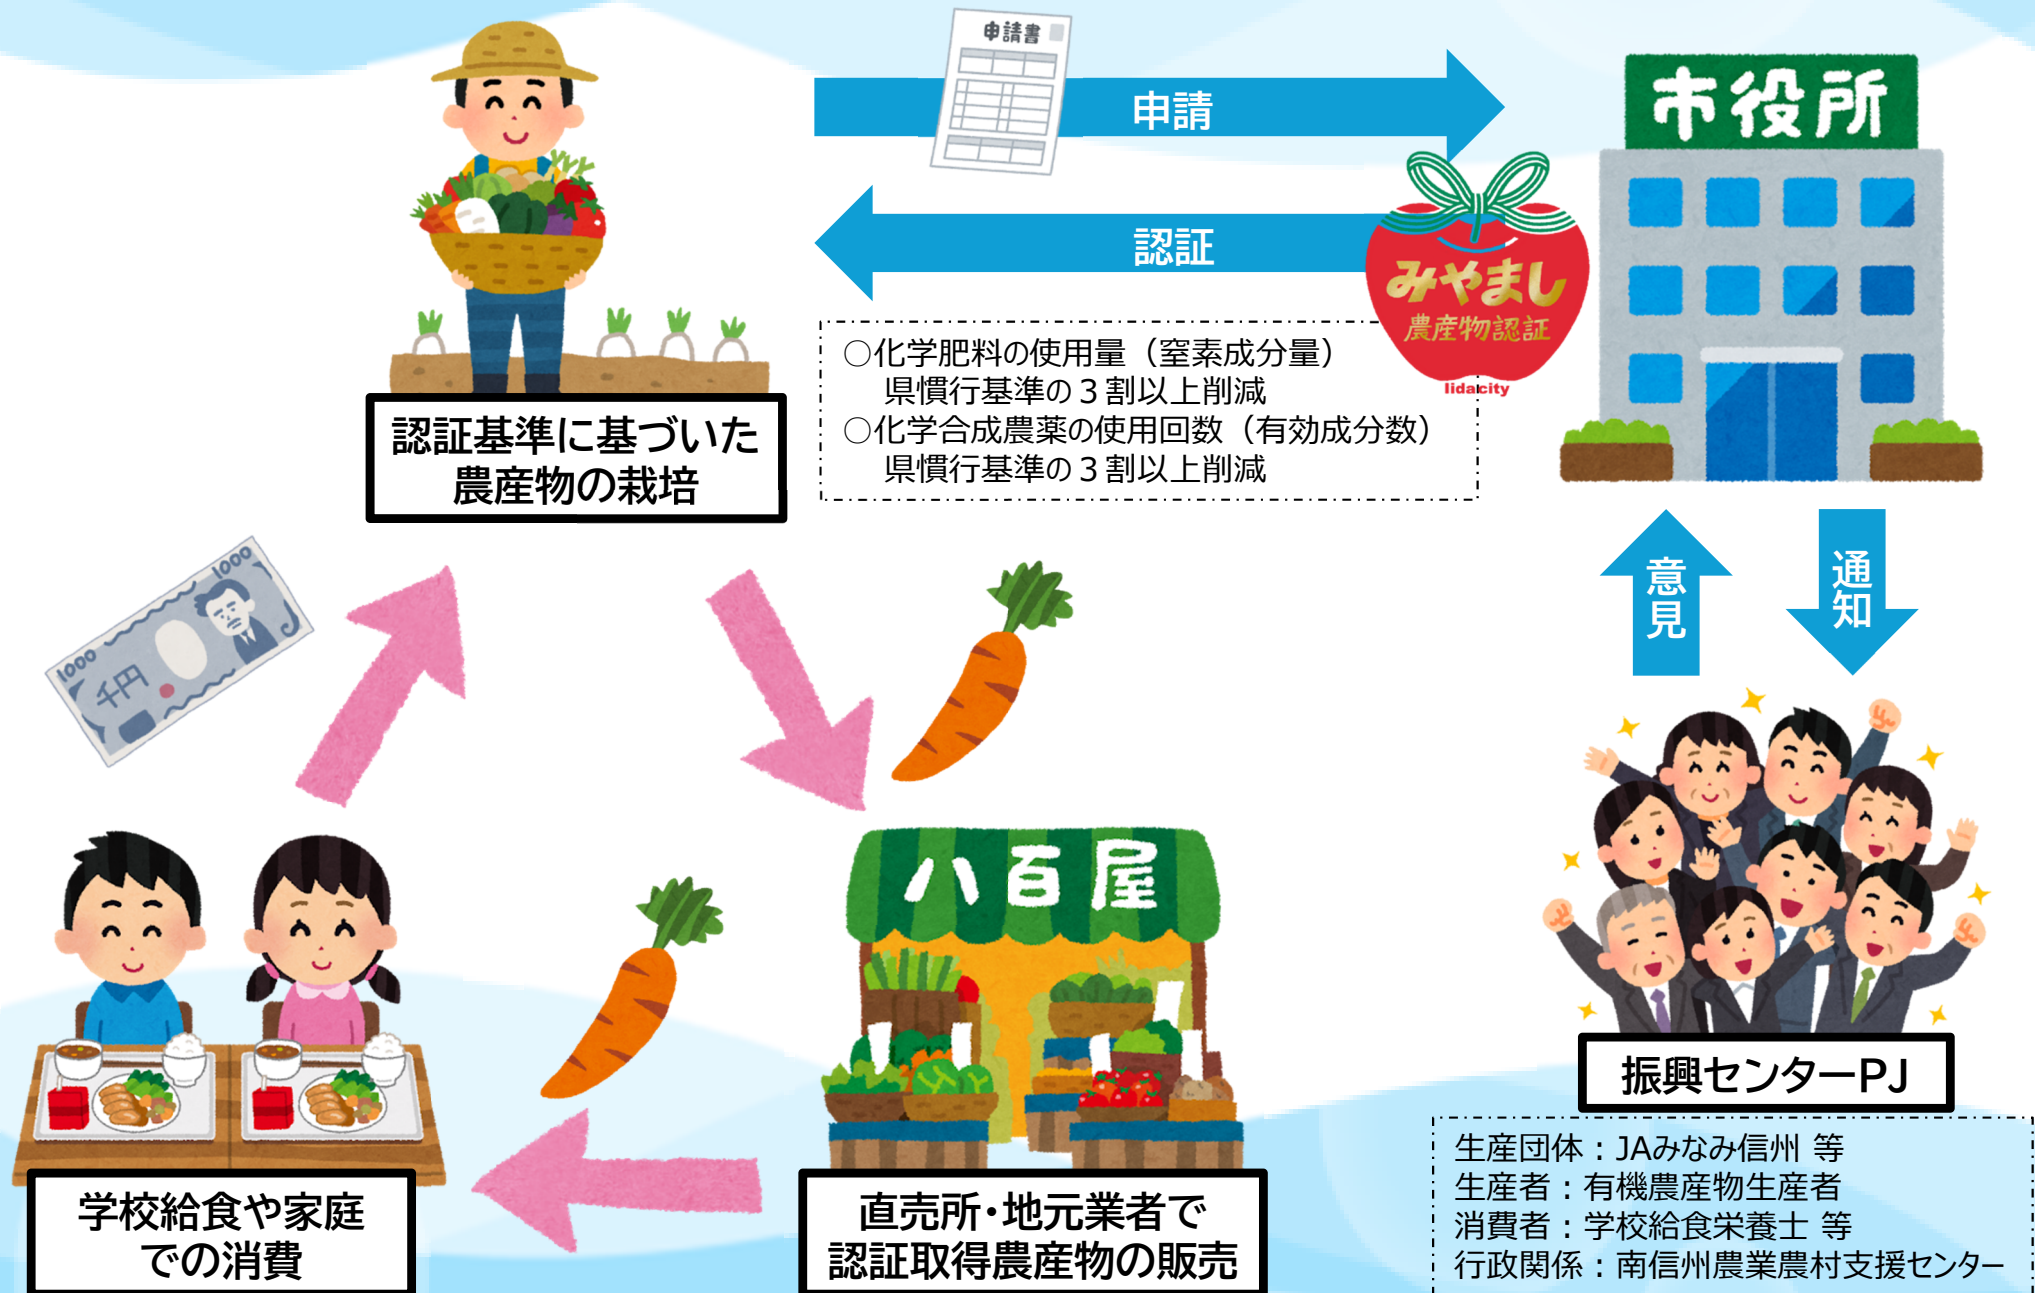 申請書
申請
市役所
認証
みやまし
農産物認証
Iidacity
○化学肥料の使用量（窒素成分量）
県慣行基準の３割以上削減
○化学合成農薬の使用回数（有効成分数）
県慣行基準の３割以上削減
認証基準に基づいた
農産物の栽培
意見
通知
1000
千円
1000
八百屋
振興センターPJ
生産団体：JAみなみ信州 等
生産者：有機農産物生産者
消費者：学校給食栄養士 等
行政関係：南信州農業農村支援センター
学校給食や家庭
での消費
直売所・地元業者で
認証取得農産物の販売